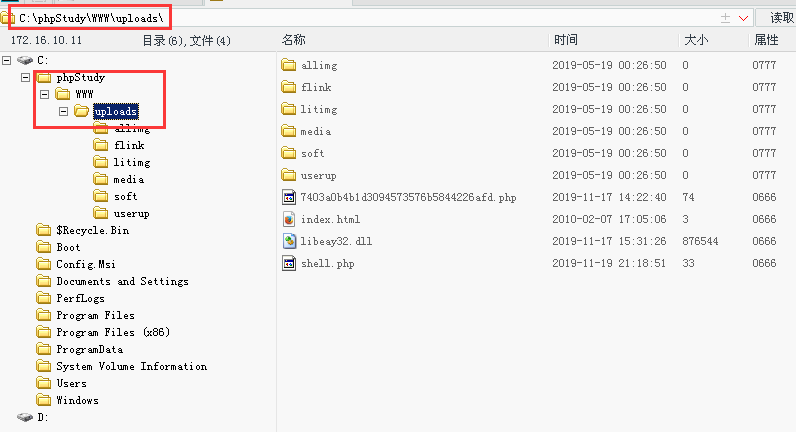 C:\phpStudy\WWW\uploads\ 读取
172.16.10.11 目录(6),文件(4) 名称 时间 大小 属性
C:
phpStudy
WWW
uploads
allimg
flink
litimg
media
soft
userup
$Recycle.Bin
Boot
Config.Msi
Documents and Settings
PerfLogs
Program Files
Program Files (x86)
ProgramData
System Volume Information
Users
Windows
D:
allimg 2019-05-19 00:26:50 0 0777
flink 2019-05-19 00:26:50 0 0777
litimg 2019-05-19 00:26:50 0 0777
media 2019-05-19 00:26:50 0 0777
soft 2019-05-19 00:26:50 0 0777
userup 2019-05-19 00:26:50 0 0777
7403a0b4b1d3094573576b5844226afd.php 2019-11-17 14:22:40 74 0666
index.html 2010-02-07 17:05:06 3 0666
libeay32.dll 2019-11-17 15:31:26 876544 0666
shell.php 2019-11-19 21:18:51 33 0666